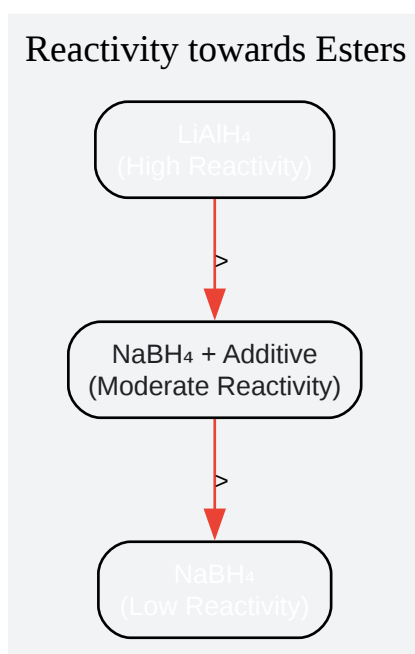 Reactivity towards Esters
LiAlH₄
(High Reactivity)
>
NaBH₄ + Additive
(Moderate Reactivity)
>
NaBH₄
(Low Reactivity)